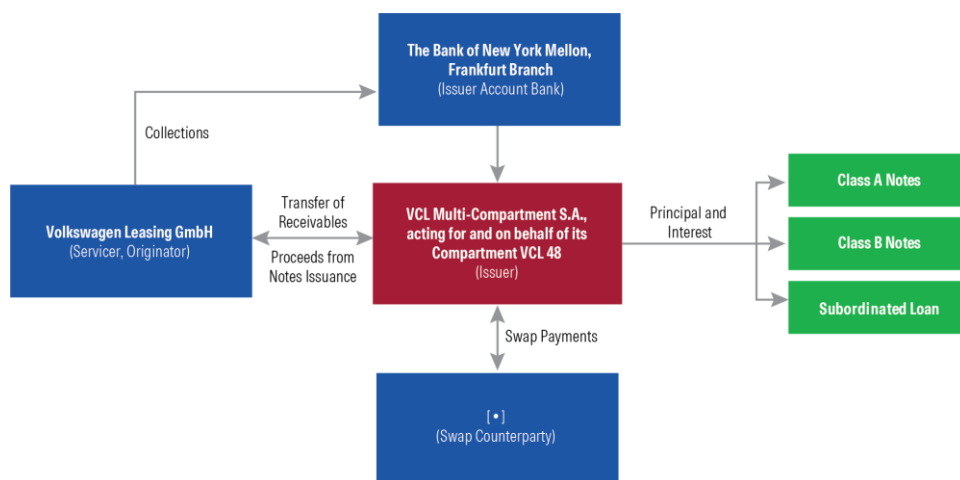 The Bank of New York Mellon,
Frankfurt Branch
(Issuer Account Bank)
Collections
Volkswagen Leasing GmbH
(Servicer, Originator)
Transfer of
Receivables
Proceeds from
Notes Issuance
VCL Multi-Compartment S.A.,
acting for and on behalf of its
Compartment VCL 48
(Issuer)
Principal and
Interest
Class A Notes
Class B Notes
Subordinated Loan
Swap Payments
[•]
(Swap Counterparty)